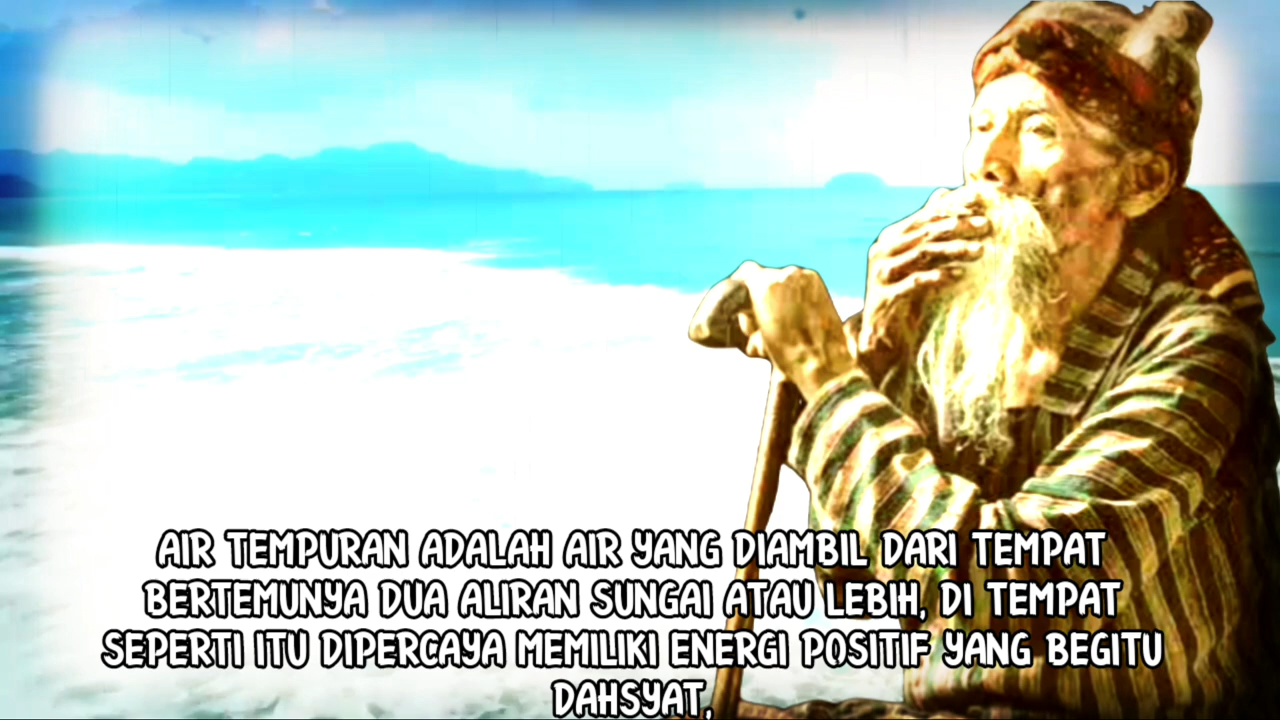 AIR TEMPURAN ADALAH AIR YANG DIAMBIL DARI TEMPAT
BERTEMUNYA DUA ALIRAN SUNGAI ATAU LEBIH, DI TEMPAT
SEPERTI ITU DIPERCAYA MEMILIKI ENERGI POSITIF YANG BEGITU
DAHSYAT,